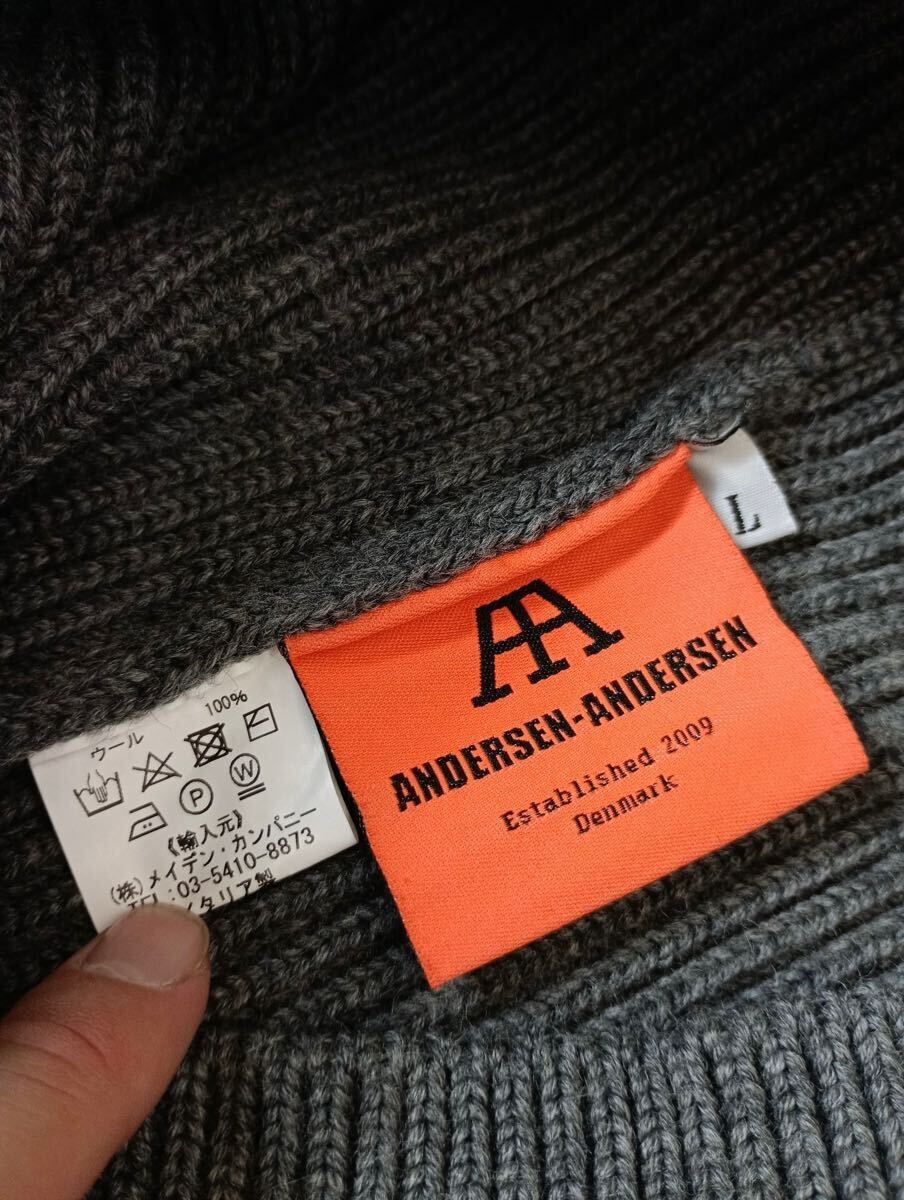 L
ANDERSEN-ANDERSEN
Established 2009
Denmark
ウール 100%
P W
《輸入元》
(株)メイデン・カンパニー
TEL:03-5410-8873
イタリア製